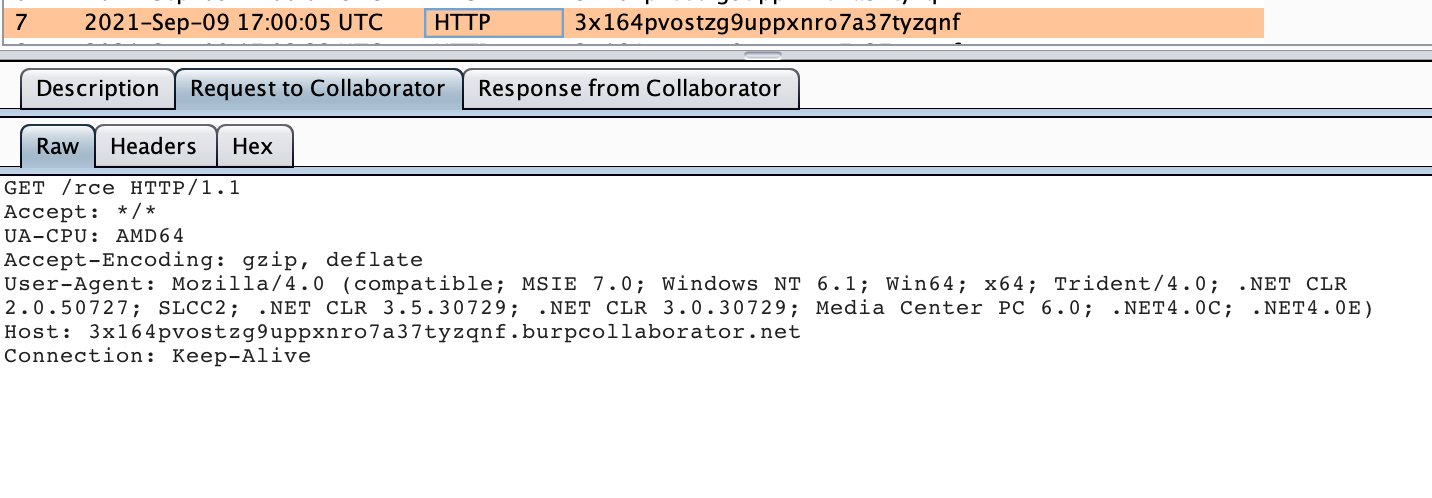 7 2021-Sep-09 17:00:05 UTC HTTP 3x164pvostzg9uppxnro7a37tyzqnf
Description Request to Collaborator Response from Collaborator
Raw Headers Hex
GET /rce HTTP/1.1
Accept: */*
UA-CPU: AMD64
Accept-Encoding: gzip, deflate
User-Agent: Mozilla/4.0 (compatible; MSIE 7.0; Windows NT 6.1; Win64; x64; Trident/4.0; .NET CLR
2.0.50727; SLCC2; .NET CLR 3.5.30729; .NET CLR 3.0.30729; Media Center PC 6.0; .NET4.0C; .NET4.0E)
Host: 3x164pvostzg9uppxnro7a37tyzqnf.burpcollaborator.net
Connection: Keep-Alive